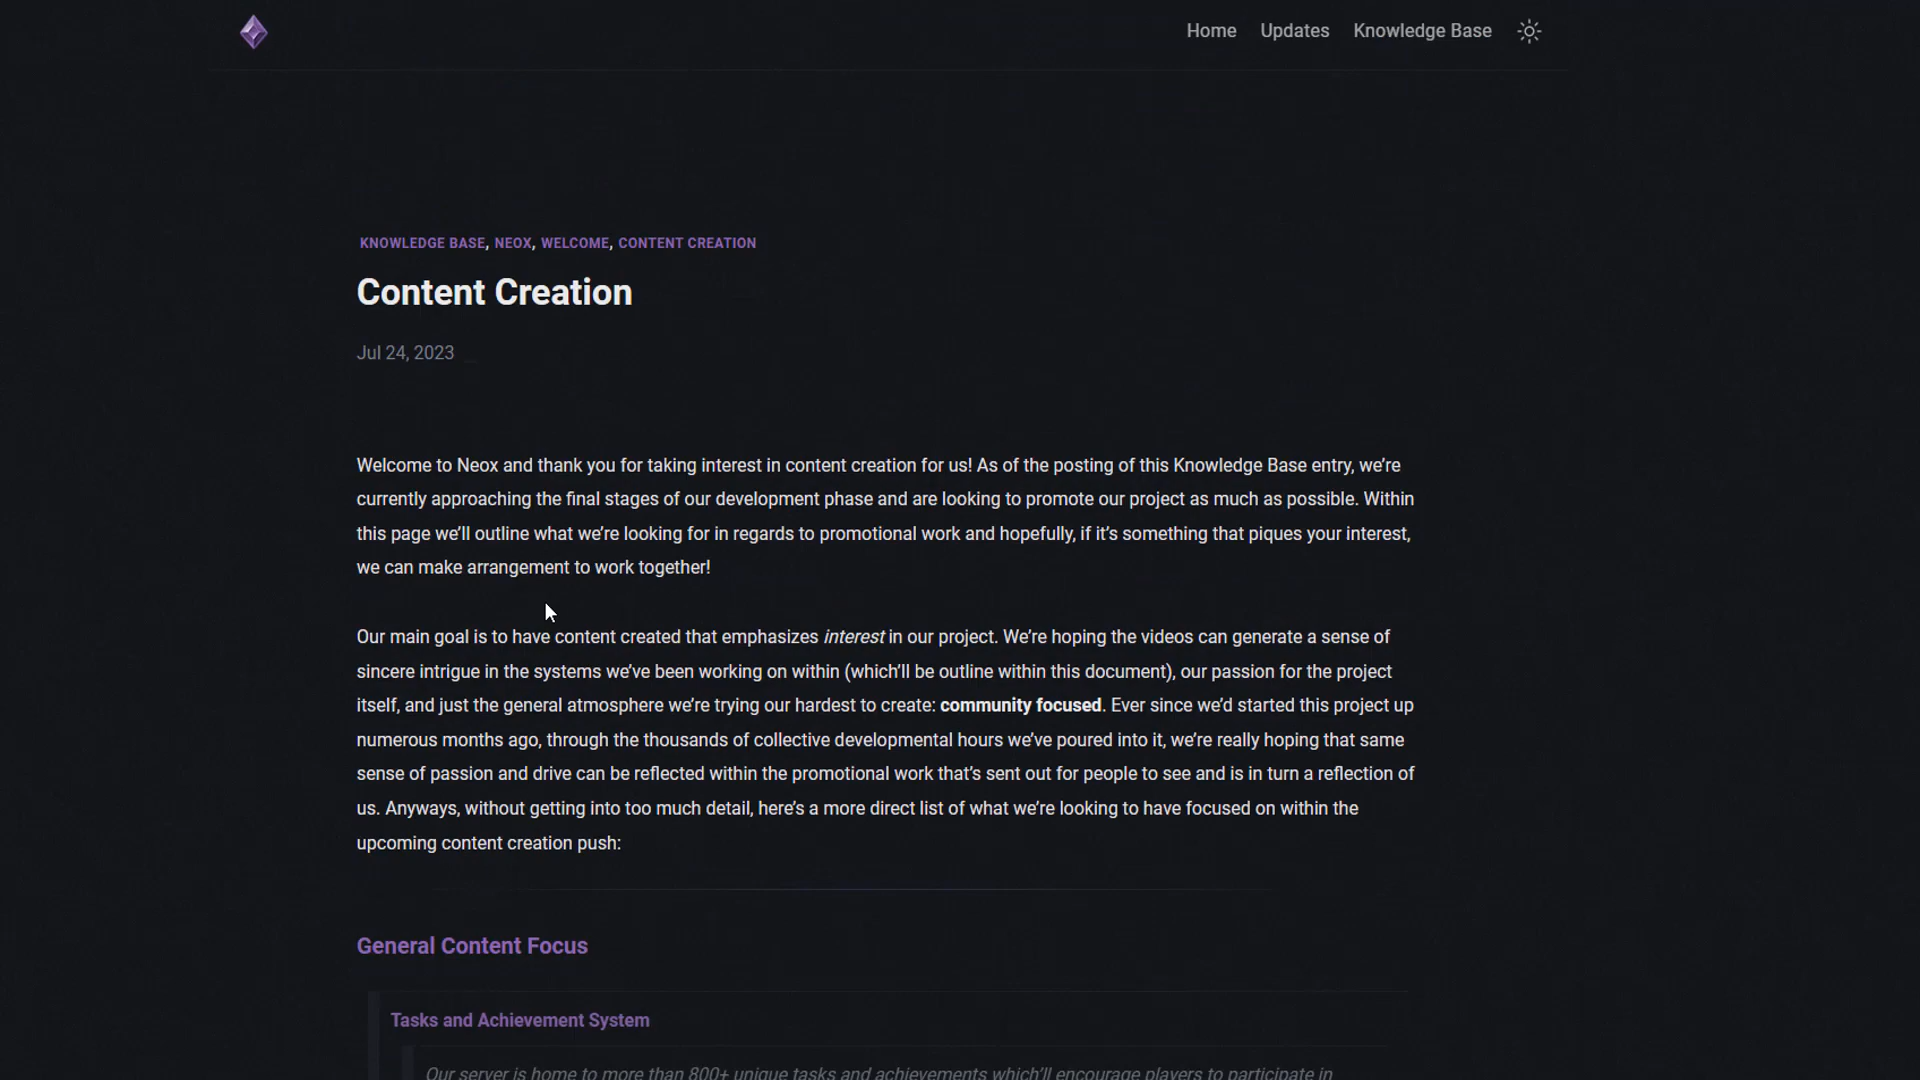 Home Updates Knowledge Base
KNOWLEDGE BASE, NEOX, WELCOME, CONTENT CREATION
Content Creation
Jul 24, 2023
Welcome to Neox and thank you for taking interest in content creation for us! As of the posting of this Knowledge Base entry, we’re
currently approaching the final stages of our development phase and are looking to promote our project as much as possible. Within
this page we’ll outline what we’re looking for in regards to promotional work and hopefully, if it’s something that piques your interest,
we can make arrangement to work together!
Our main goal is to have content created that emphasizes interest in our project. We’re hoping the videos can generate a sense of
sincere intrigue in the systems we’ve been working on within (which’ll be outline within this document), our passion for the project
itself, and just the general atmosphere we’re trying our hardest to create: community focused. Ever since we’d started this project up
numerous months ago, through the thousands of collective developmental hours we’ve poured into it, we’re really hoping that same
sense of passion and drive can be reflected within the promotional work that’s sent out for people to see and is in turn a reflection of
us. Anyways, without getting into too much detail, here’s a more direct list of what we’re looking to have focused on within the
upcoming content creation push:
General Content Focus
Tasks and Achievement System
Our server is home to more than 800+ unique tasks and achievements which’ll encourage players to participate in